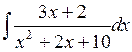 ∫ (3x+2)/(x² + 2x + 10) dx